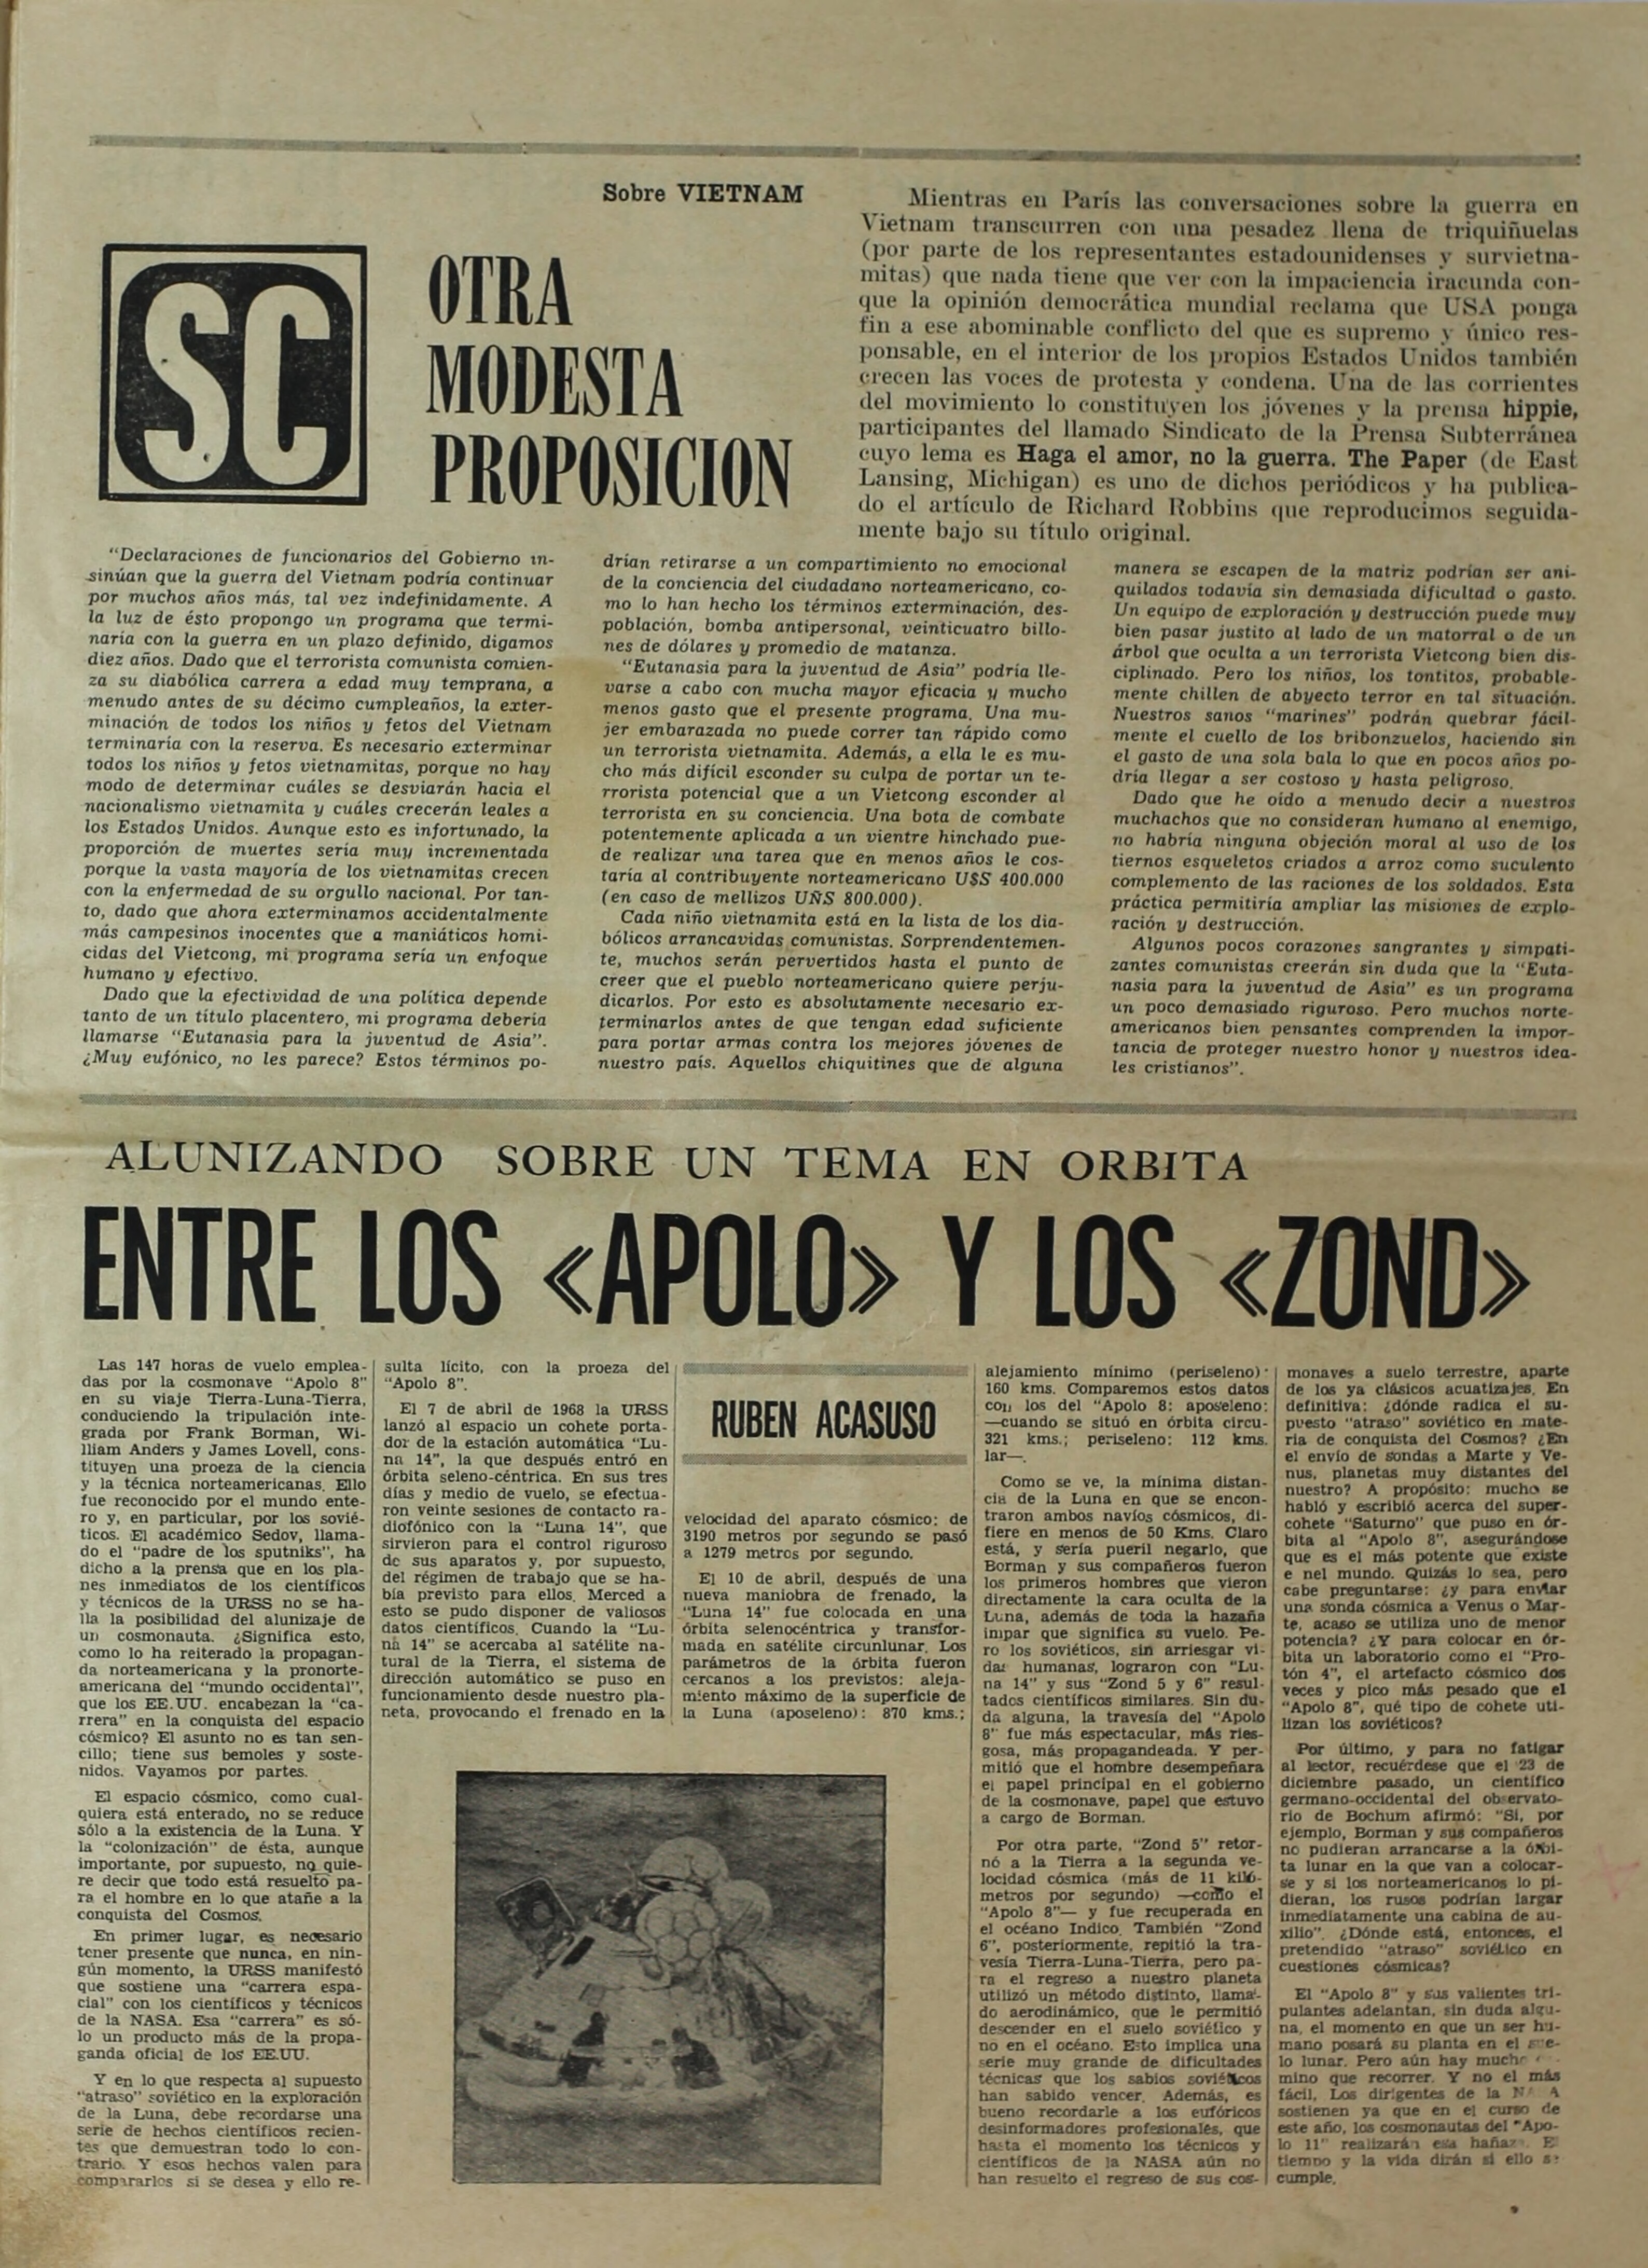 Sobre VIETNAM
SC
OTRA
MODESTA
PROPOSICION
Mientras en París las conversaciones sobre la guerra en
Vietnam transcurren con una pesadez llena de triquiñuelas
(por parte de los representantes estadounidenses y survietna-
mitas) que nada tiene que ver con la impaciencia iracunda con-
que la opinión democrática mundial reclama que USA ponga
fin a ese abominable conflicto del que es supremo y único res-
ponsable, en el interior de los propios Estados Unidos también
crecen las voces de protesta y condena. Una de las corrientes
del movimiento lo constituyen los jóvenes y la prensa hippie,
participantes del llamado Sindicato de la Prensa Subterránea
cuyo lema es Haga el amor, no la guerra. The Paper (de East
Lansing, Michigan) es uno de dichos periódicos y ha publica-
do el artículo de Richard Robbins que reproducimos seguida-
mente bajo su título original.
"Declaraciones de funcionarios del Gobierno in-
sinúan que la guerra del Vietnam podría continuar
por muchos años más, tal vez indefinidamente. A
la luz de ésto propongo un programa que termi-
naría con la guerra en un plazo definido, digamos
diez años. Dado que el terrorista comunista comien-
za su diabólica carrera a edad muy temprana, a
menudo antes de su décimo cumpleaños, la exter-
minación de todos los niños y fetos del Vietnam
terminaría con la reserva. Es necesario exterminar
todos los niños y fetos vietnamitas, porque no hay
modo de determinar cuáles se desviarán hacia el
nacionalismo vietnamita y cuáles crecerán leales a
los Estados Unidos. Aunque esto es infortunado, la
proporción de muertes sería muy incrementada
porque la vasta mayoría de los vietnamitas crecen
con la enfermedad de su orgullo nacional. Por tan-
to, dado que ahora exterminamos accidentalmente
más campesinos inocentes que a maniáticos homi-
cidas del Vietcong, mi programa sería un enfoque
humano y efectivo.
Dado que la efectividad de una política depende
tanto de un título placentero, mi programa debería
llamarse "Eutanasia para la juventud de Asia".
¿Muy eufónico, no les parece? Estos términos po-
drían retirarse a un compartimiento no emocional
de la conciencia del ciudadano norteamericano, co-
mo lo han hecho los términos exterminación, des-
población, bomba antipersonal, veinticuatro billo-
nes de dólares y promedio de matanza.
"Eutanasia para la juventud de Asia" podría lle-
varse a cabo con mucha mayor eficacia y mucho
menos gasto que el presente programa. Una mu-
jer embarazada no puede correr tan rápido como
un terrorista vietnamita. Además, a ella le es mu-
cho más difícil esconder su culpa de portar un te-
rrorista potencial que a un Vietcong esconder al
terrorista en su conciencia. Una bota de combate
potentemente aplicada a un vientre hinchado pue-
de realizar una tarea que en menos años le cos-
taría al contribuyente norteamericano U$S 400.000
(en caso de mellizos UÑS 800.000).
Cada niño vietnamita está en la lista de los dia-
bólicos arrancavidas comunistas. Sorprendentemen-
te, muchos serán pervertidos hasta el punto de
creer que el pueblo norteamericano quiere perju-
dicarlos. Por esto es absolutamente necesario ex-
terminarlos antes de que tengan edad suficiente
para portar armas contra los mejores jóvenes de
nuestro país. Aquellos chiquitines que de alguna
manera se escapen de la matriz podrían ser ani-
quilados todavía sin demasiada dificultad o gasto.
Un equipo de exploración y destrucción puede muy
bien pasar justito al lado de un matorral o de un
árbol que oculta a un terrorista Vietcong bien dis-
ciplinado. Pero los niños, los tontitos, probable-
mente chillen de abyecto terror en tal situación.
Nuestros sanos "marines" podrán quebrar fácil-
mente el cuello de los bribonzuelos, haciendo sin
el gasto de una sola bala lo que en pocos años po-
dría llegar a ser costoso y hasta peligroso.
Dado que he oído a menudo decir a nuestros
muchachos que no consideran humano al enemigo,
no habría ninguna objeción moral al uso de los
tiernos esqueletos criados a arroz como suculento
complemento de las raciones de los soldados. Esta
práctica permitiría ampliar las misiones de explo-
ración y destrucción.
Algunos pocos corazones sangrantes y simpati-
zantes comunistas creerán sin duda que la "Euta-
nasia para la juventud de Asia" es un programa
un poco demasiado riguroso. Pero muchos norte-
americanos bien pensantes comprenden la impor-
tancia de proteger nuestro honor y nuestros idea-
les cristianos".
ALUNIZANDO SOBRE UN TEMA EN ORBITA
ENTRE LOS «APOLO» Y LOS «ZOND»
Las 147 horas de vuelo emplea-
das por la cosmonave "Apolo 8"
en su viaje Tierra-Luna-Tierra,
conduciendo la tripulación inte-
grada por Frank Borman, Wi-
lliam Anders y James Lovell, cons-
tituyen una proeza de la ciencia
y la técnica norteamericanas. Ello
fue reconocido por el mundo ente-
ro y, en particular, por los sovié-
ticos. El académico Sedov, llama-
do el "padre de los sputniks", ha
dicho a la prensa que en los pla-
nes inmediatos de los científicos
y técnicos de la URSS no se ha-
lla la posibilidad del alunizaje de
un cosmonauta. ¿Significa esto,
como lo ha reiterado la propagan-
da norteamericana y la pronorte-
americana del "mundo occidental",
que los EE.UU. encabezan la "ca-
rrera" en la conquista del espacio
cósmico? El asunto no es tan sen-
cillo; tiene sus bemoles y soste-
nidos. Vayamos por partes.
El espacio cósmico, como cual-
quiera está enterado, no se reduce
sólo a la existencia de la Luna. Y
la "colonización" de ésta, aunque
importante, por supuesto, no quie-
re decir que todo está resuelto pa-
ra el hombre en lo que atañe a la
conquista del Cosmos.
En primer lugar, es necesario
tener presente que nunca, en nin-
gún momento, la URSS manifestó
que sostiene una "carrera espa-
cial" con los científicos y técnicos
de la NASA. Esa "carrera" es só-
lo un producto más de la propa-
ganda oficial de los EE.UU.
Y en lo que respecta al supuesto
"atraso" soviético en la exploración
de la Luna, debe recordarse una
serie de hechos científicos recien-
tes que demuestran todo lo con-
trario. Y esos hechos valen para
compararlos si se desea y ello re-
sulta lícito, con la proeza del
"Apolo 8".
El 7 de abril de 1968 la URSS
lanzó al espacio un cohete porta-
dor de la estación automática "Lu-
na 14", la que después entró en
órbita seleno-céntrica. En sus tres
días y medio de vuelo, se efectua-
ron veinte sesiones de contacto ra-
diofónico con la "Luna 14", que
sirvieron para el control riguroso
de sus aparatos y, por supuesto,
del régimen de trabajo que se ha-
bía previsto para ellos. Merced a
esto se pudo disponer de valiosos
datos científicos. Cuando la "Lu-
na 14" se acercaba al satélite na-
tural de la Tierra, el sistema de
dirección automático se puso en
funcionamiento desde nuestro pla-
neta, provocando el frenado en la
RUBEN ACASUSO
velocidad del aparato cósmico: de
3190 metros por segundo se pasó
a 1279 metros por segundo.
El 10 de abril, después de una
nueva maniobra de frenado, la
"Luna 14" fue colocada en una
órbita selenocéntrica y transfor-
mada en satélite circunlunar. Los
parámetros de la órbita fueron
cercanos a los previstos: aleja-
miento máximo de la superficie de
la Luna (aposeleno): 870 kms.;
alejamiento mínimo (periseleno):
160 kms. Comparemos estos datos
con los del "Apolo 8: aposeleno:
—cuando se situó en órbita circu-
321 kms.; periseleno: 112 kms.
lar—.
Como se ve, la mínima distan-
cia de la Luna en que se encon-
traron ambos navíos cósmicos, di-
fiere en menos de 50 Kms. Claro
está, y sería pueril negarlo, que
Borman y sus compañeros fueron
los primeros hombres que vieron
directamente la cara oculta de la
Luna, además de toda la hazaña
impar que significa su vuelo. Pe-
ro los soviéticos, sin arriesgar vi-
das humanas, lograron con "Lu-
na 14" y sus "Zond 5 y 6" resul-
tados científicos similares. Sin du-
da alguna, la travesía del "Apolo
8" fue más espectacular, más ries-
gosa, más propagandeada. Y per-
mitió que el hombre desempeñara
el papel principal en el gobierno
de la cosmonave, papel que estuvo
a cargo de Borman.
Por otra parte, "Zond 5" retor-
nó a la Tierra a la segunda ve-
locidad cósmica (más de 11 kiló-
metros por segundo) —como el
"Apolo 8"— y fue recuperada en
el océano Indico. También "Zond
6", posteriormente, repitió la tra-
vesía Tierra-Luna-Tierra, pero pa-
ra el regreso a nuestro planeta
utilizó un método distinto, llama-
do aerodinámico, que le permitió
descender en el suelo soviético y
no en el océano. Esto implica una
serie muy grande de dificultades
técnicas que los sabios soviéticos
han sabido vencer. Además, es
bueno recordarle a los eufóricos
desinformadores profesionales, que
hasta el momento los técnicos y
científicos de la NASA aún no
han resuelto el regreso de sus cos-
monaves a suelo terrestre, aparte
de los ya clásicos acuatizajes. En
definitiva: ¿dónde radica el su-
puesto "atraso" soviético en mate-
ria de conquista del Cosmos? ¿En
el envío de sondas a Marte y Ve-
nus, planetas muy distantes del
nuestro? A propósito: mucho se
habló y escribió acerca del super-
cohete "Saturno" que puso en ór-
bita al "Apolo 8", asegurándose
que es el más potente que existe
e nel mundo. Quizás lo sea, pero
cabe preguntarse: ¿y para enviar
una sonda cósmica a Venus o Mar-
te, acaso se utiliza uno de menor
potencia? ¿Y para colocar en ór-
bita un laboratorio como el "Pro-
tón 4", el artefacto cósmico dos
veces y pico más pesado que el
"Apolo 8", qué tipo de cohete uti-
lizan los soviéticos?
Por último, y para no fatigar
al lector, recuérdese que el 23 de
diciembre pasado, un científico
germano-occidental del observato-
rio de Bochum afirmó: "Si, por
ejemplo, Borman y sus compañeros
no pudieran arrancarse a la órbi-
ta lunar en la que van a colocar-
se y si los norteamericanos lo pi-
dieran, los rusos podrían largar
inmediatamente una cabina de au-
xilio". ¿Dónde está, entonces, el
pretendido "atraso" soviético en
cuestiones cósmicas?
El "Apolo 8" y sus valientes tri-
pulantes adelantan, sin duda algu-
na, el momento en que un ser hu-
mano posará su planta en el sue-
lo lunar. Pero aún hay mucho
mino que recorrer. Y no el más
fácil. Los dirigentes de la NASA
sostienen ya que en el curso de
este año, los cosmonautas del "Apo-
lo 11" realizarán esa hañaza. El
tiempo y la vida dirán si ello se
cumple.